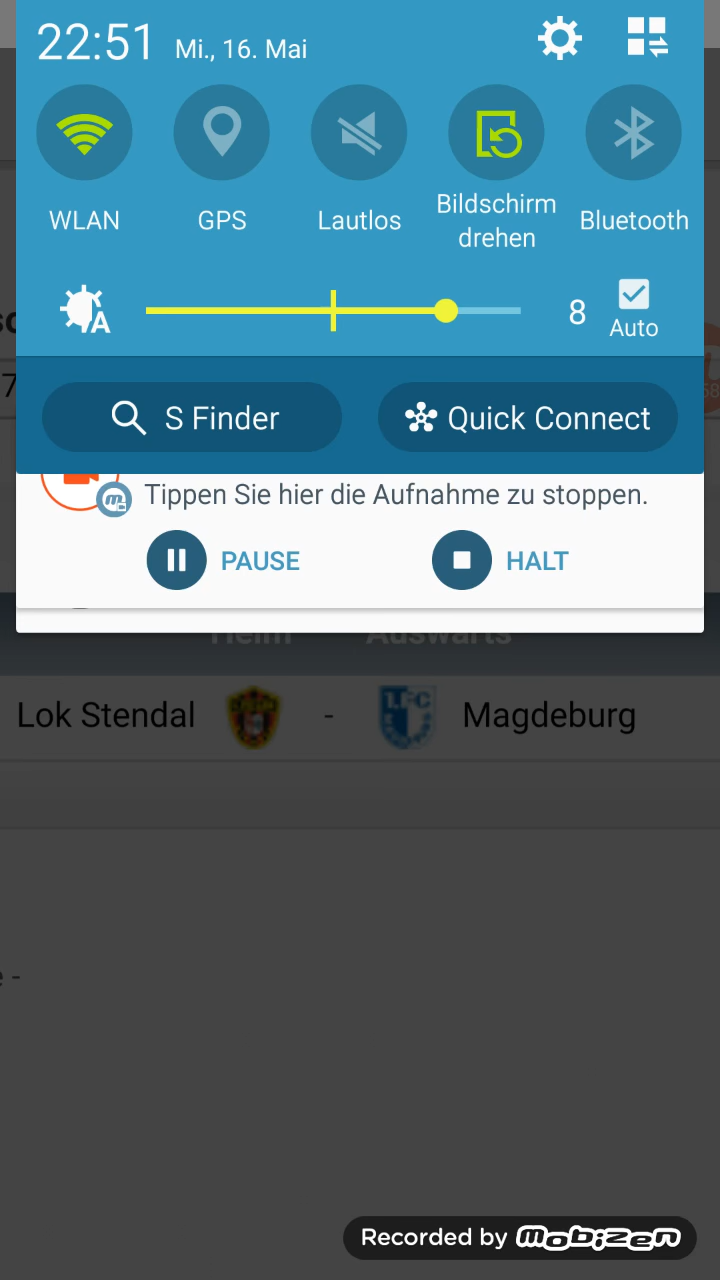 22:51 Mi., 16. Mai
WLAN GPS Lautlos Bildschirm drehen Bluetooth
8 Auto
S Finder Quick Connect
Tippen Sie hier die Aufnahme zu stoppen.
PAUSE HALT
Heim Auswärts
Lok Stendal - Magdeburg
Recorded by mobizen